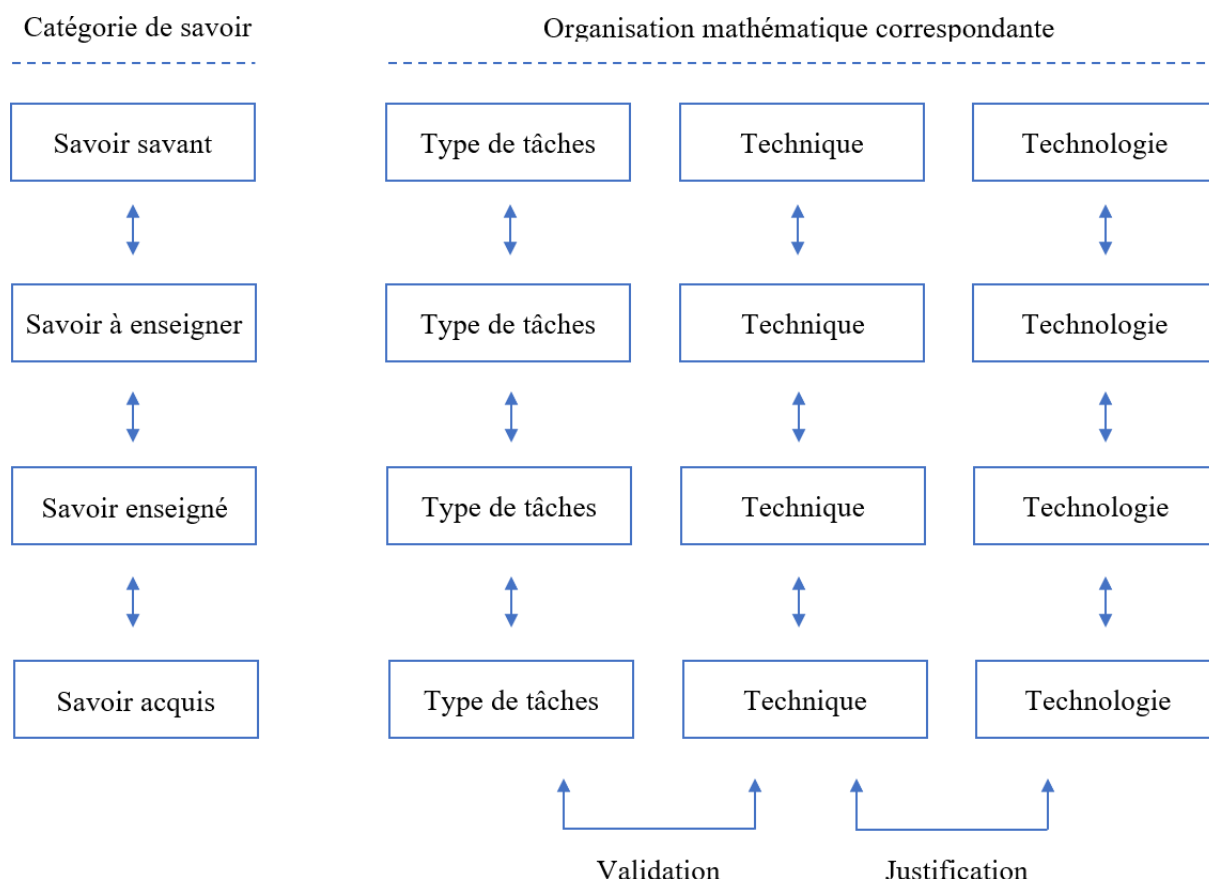 Catégorie de savoir
Organisation mathématique correspondante
Savoir savant
Type de tâches
Technique
Technologie
Savoir à enseigner
Type de tâches
Technique
Technologie
Savoir enseigné
Type de tâches
Technique
Technologie
Savoir acquis
Type de tâches
Technique
Technologie
Validation
Justification